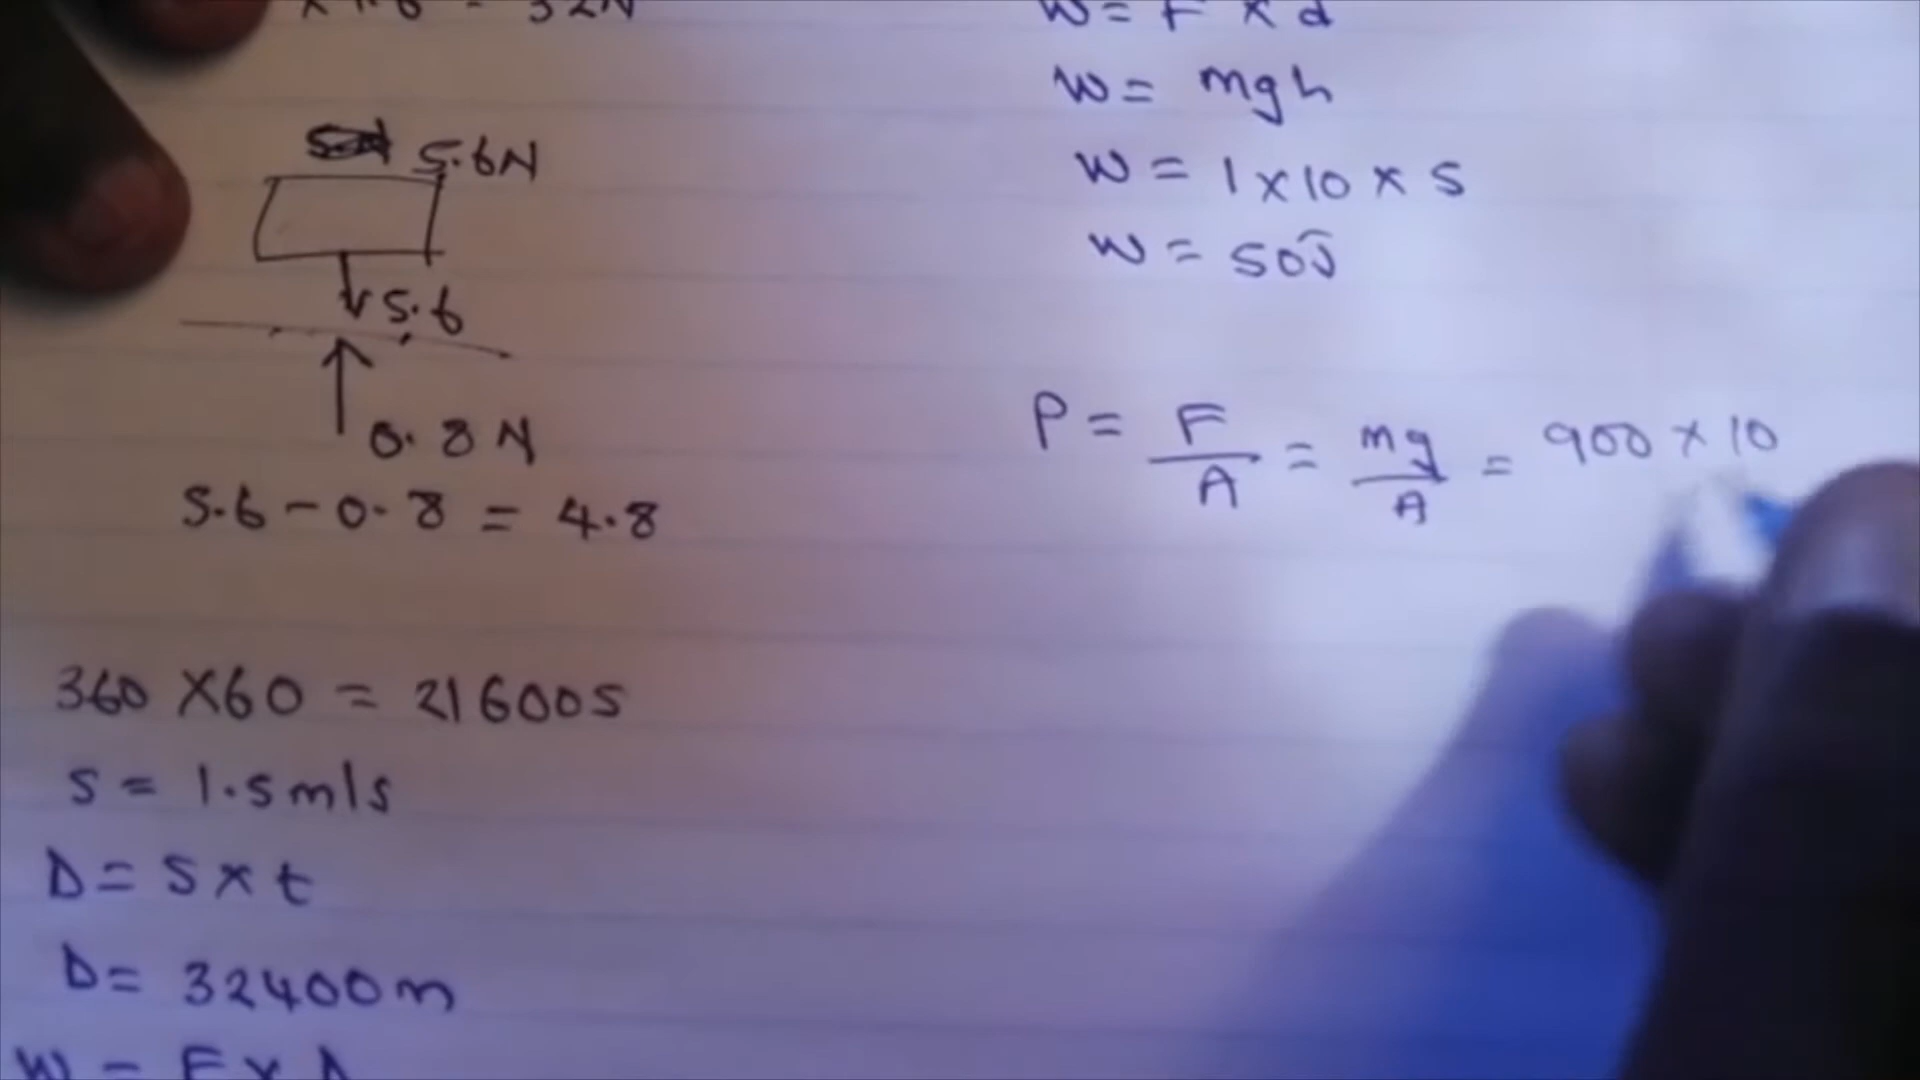 = 32N
5.6N
5.6
0.8N
5.6 - 0.8 = 4.8
360 X60 = 21600s
s = 1.5m/s
D = s x t
D = 32400m
W = F x D
W = F x d
W = mgh
W = 1 x 10 x 5
W = 50J
P = F/A = mg/A = 900 x 10